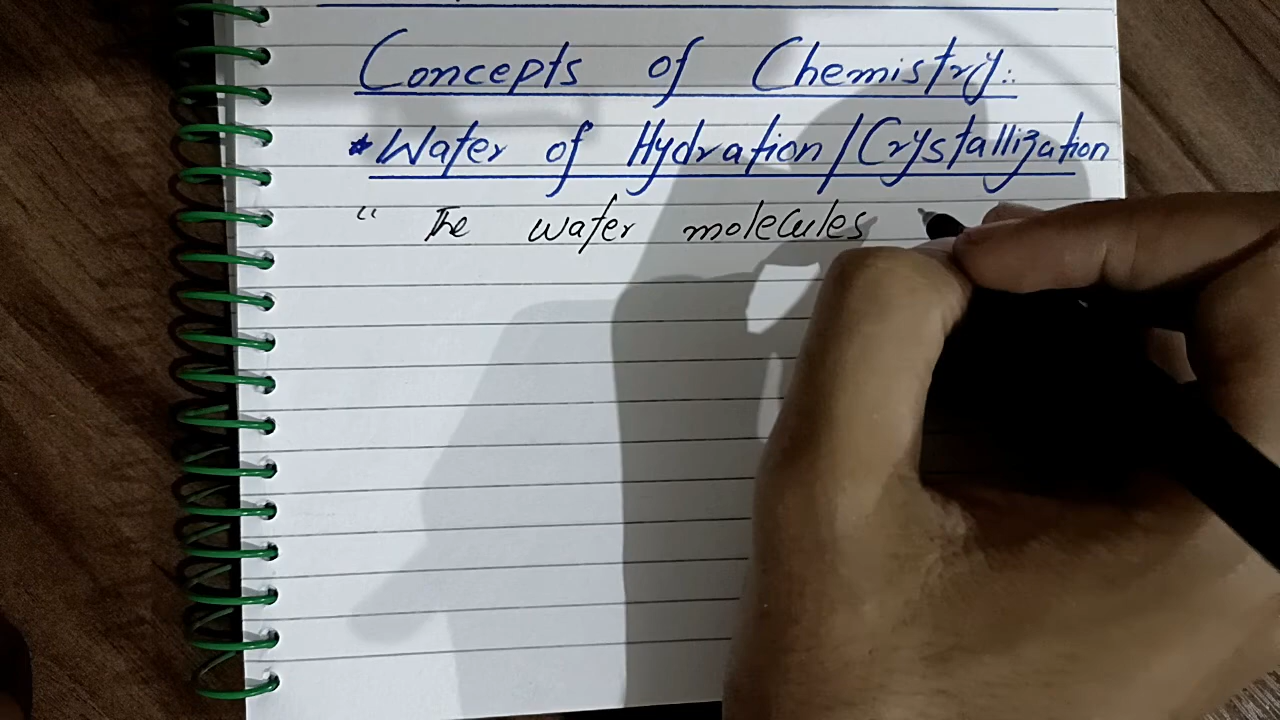 Concepts of Chemistry:
*Water of Hydration/Crystallization
" The water molecules